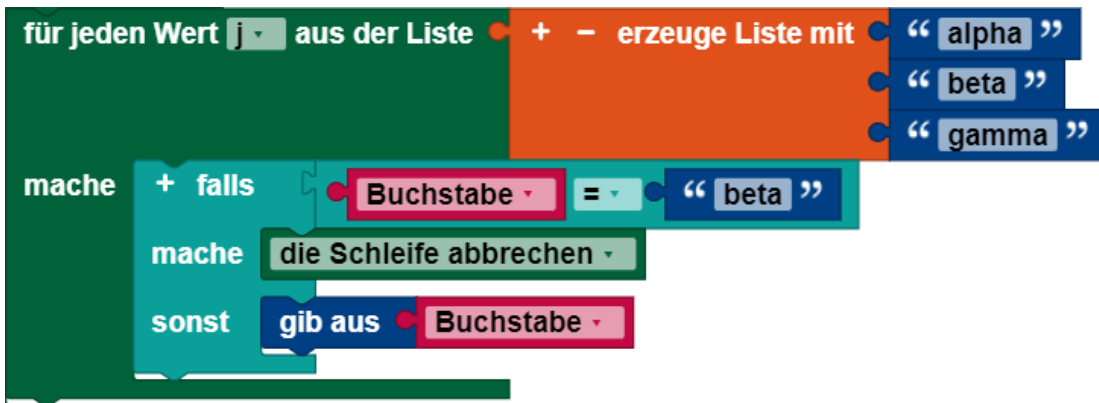 für jeden Wert j aus der Liste + − erzeuge Liste mit “ alpha ”
“ beta ”
“ gamma ”
mache + falls Buchstabe = “ beta ”
mache die Schleife abbrechen
sonst gib aus Buchstabe